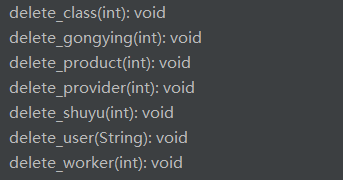 delete_class(int): void
delete_gongying(int): void
delete_product(int): void
delete_provider(int): void
delete_shuyu(int): void
delete_user(String): void
delete_worker(int): void